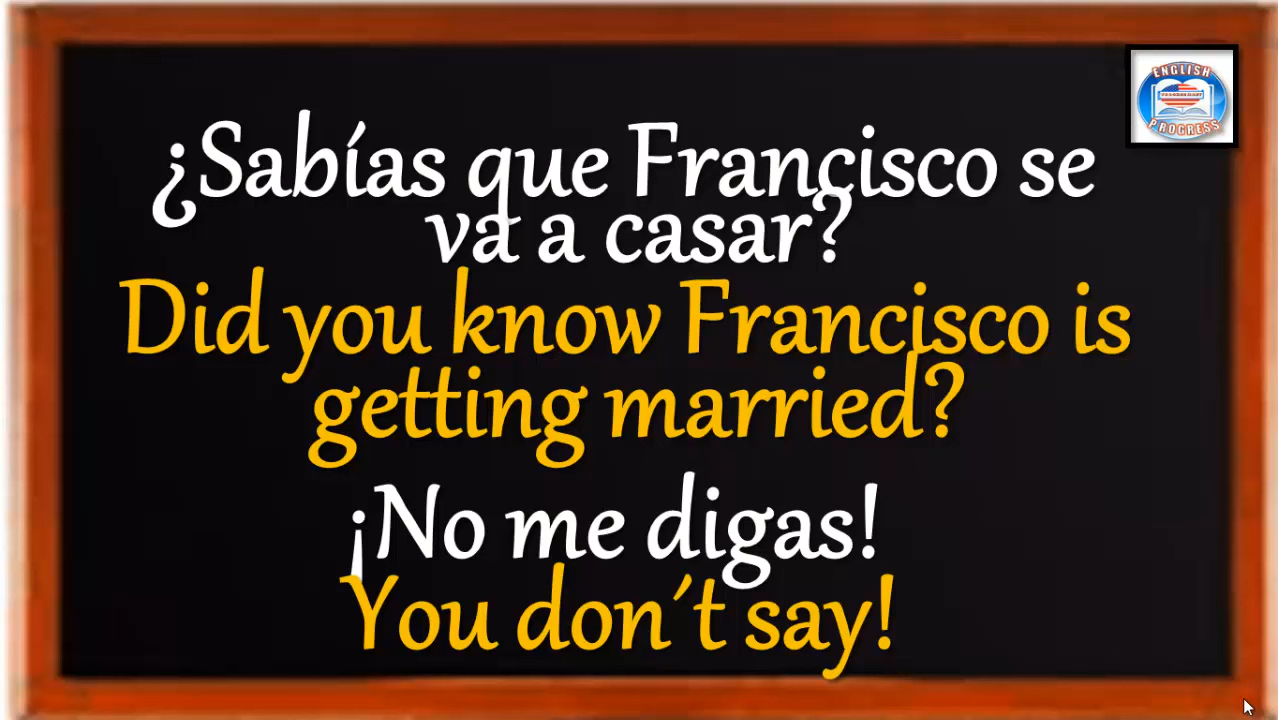 ENGLISH
PROGRESS
¿Sabías que Francisco se
va a casar?
Did you know Francisco is
getting married?
¡No me digas!
You don´t say!